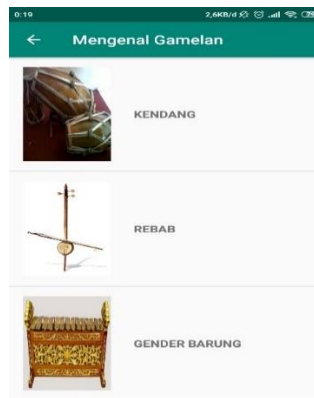 0:19 2,6KB/d
Mengenal Gamelan
KENDANG
REBAB
GENDER BARUNG